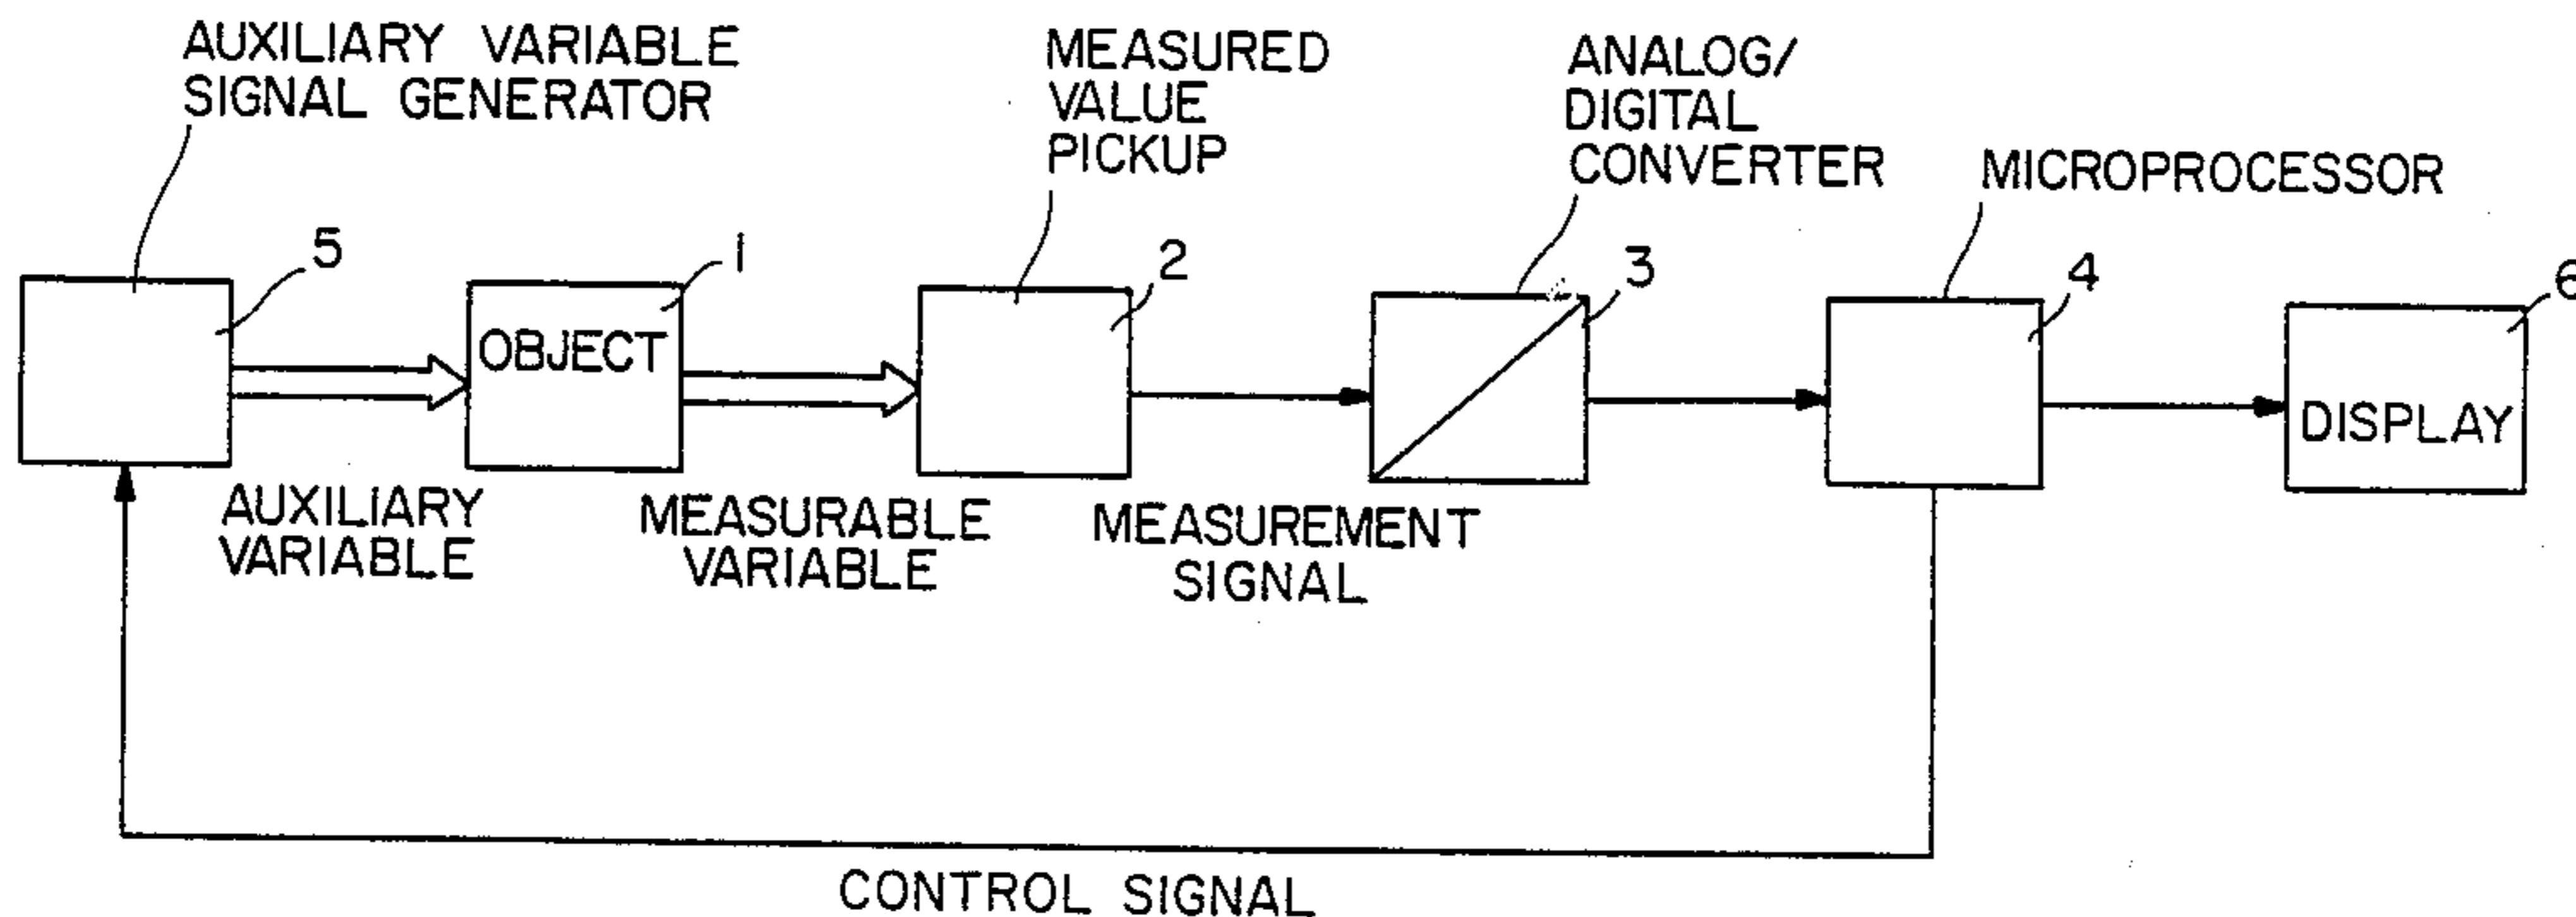 AUXILIARY VARIABLE
SIGNAL GENERATOR
MEASURED
VALUE
PICKUP
ANALOG/
DIGITAL
CONVERTER
MICROPROCESSOR
5
1
2
3
4
6
OBJECT
DISPLAY
AUXILIARY
VARIABLE
MEASURABLE
VARIABLE
MEASUREMENT
SIGNAL
CONTROL SIGNAL